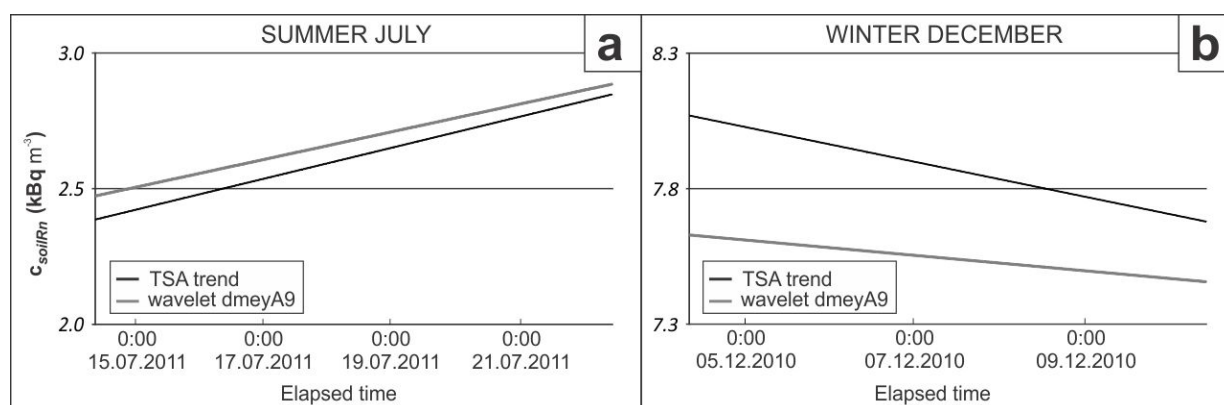 SUMMER JULY
a
3.0
2.5
2.0
c_soilRn (kBq m⁻³)
TSA trend
wavelet dmeyA9
0:00 0:00 0:00 0:00
15.07.2011 17.07.2011 19.07.2011 21.07.2011
Elapsed time
WINTER DECEMBER
b
8.3
7.8
7.3
TSA trend
wavelet dmeyA9
0:00 0:00 0:00
05.12.2010 07.12.2010 09.12.2010
Elapsed time